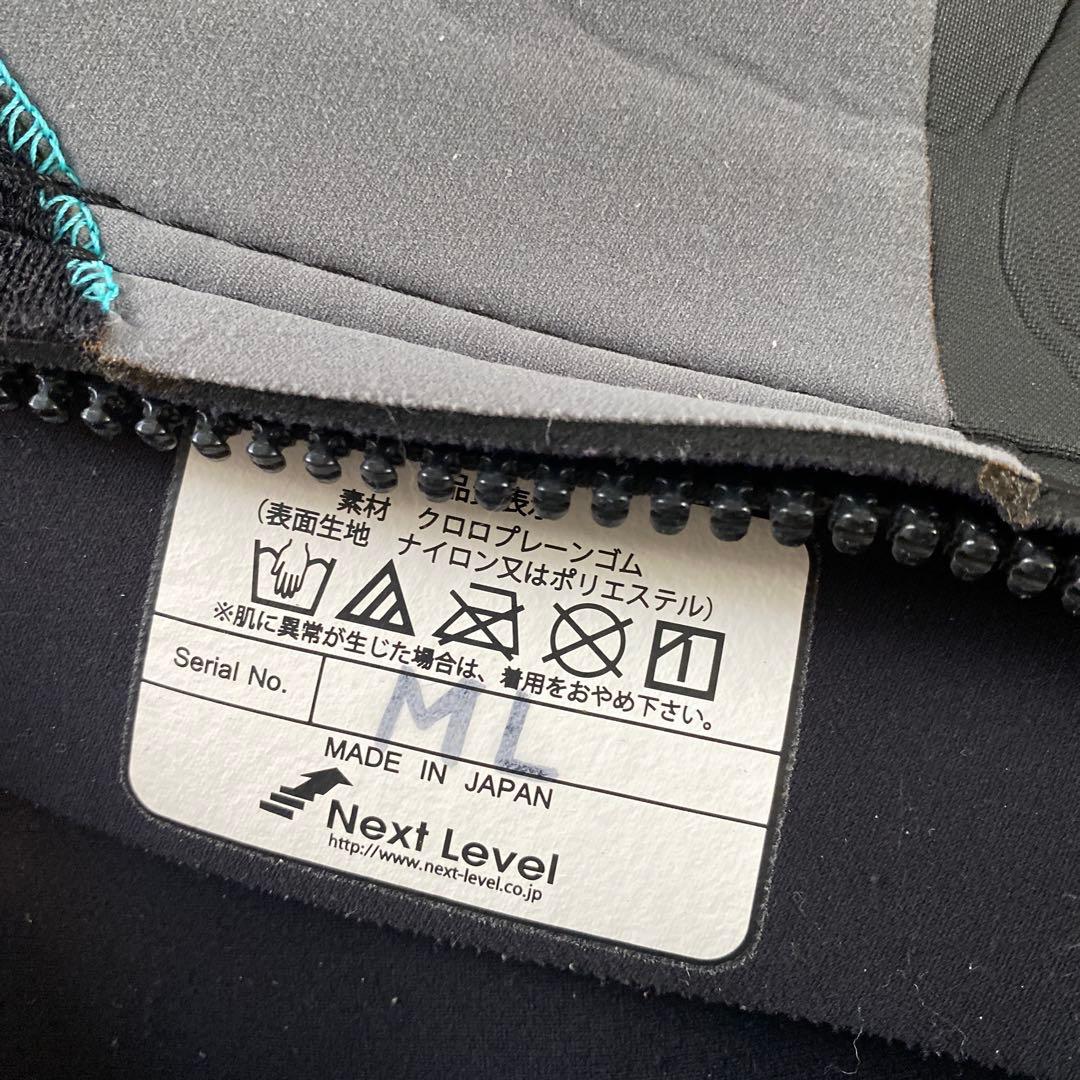 素材　クロロプレーンゴム
(表面生地　ナイロン又はポリエステル)
※肌に異常が生じた場合は、着用をおやめ下さい。
Serial No.
ML
MADE IN JAPAN
Next Level
http://www.next-level.co.jp